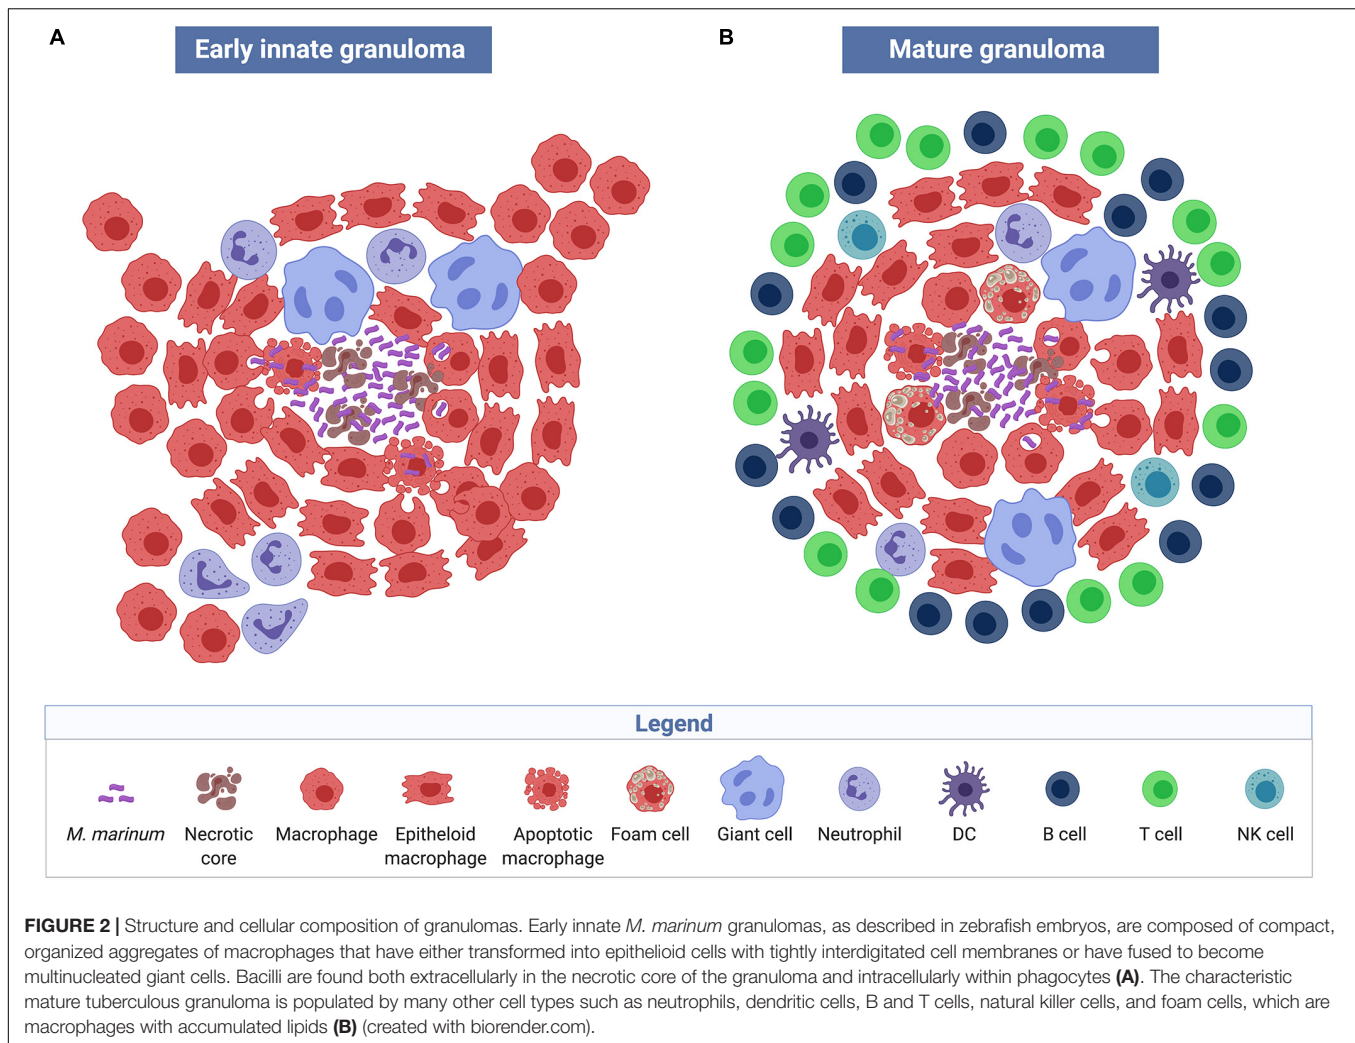 A
Early innate granuloma
B
Mature granuloma
Legend
M. marinum
Necrotic
core
Macrophage
Epitheloid
macrophage
Apoptotic
macrophage
Foam cell
Giant cell
Neutrophil
DC
B cell
T cell
NK cell
FIGURE 2 | Structure and cellular composition of granulomas. Early innate M. marinum granulomas, as described in zebrafish embryos, are composed of compact,
organized aggregates of macrophages that have either transformed into epithelioid cells with tightly interdigitated cell membranes or have fused to become
multinucleated giant cells. Bacilli are found both extracellularly in the necrotic core of the granuloma and intracellularly within phagocytes (A). The characteristic
mature tuberculous granuloma is populated by many other cell types such as neutrophils, dendritic cells, B and T cells, natural killer cells, and foam cells, which are
macrophages with accumulated lipids (B) (created with biorender.com).